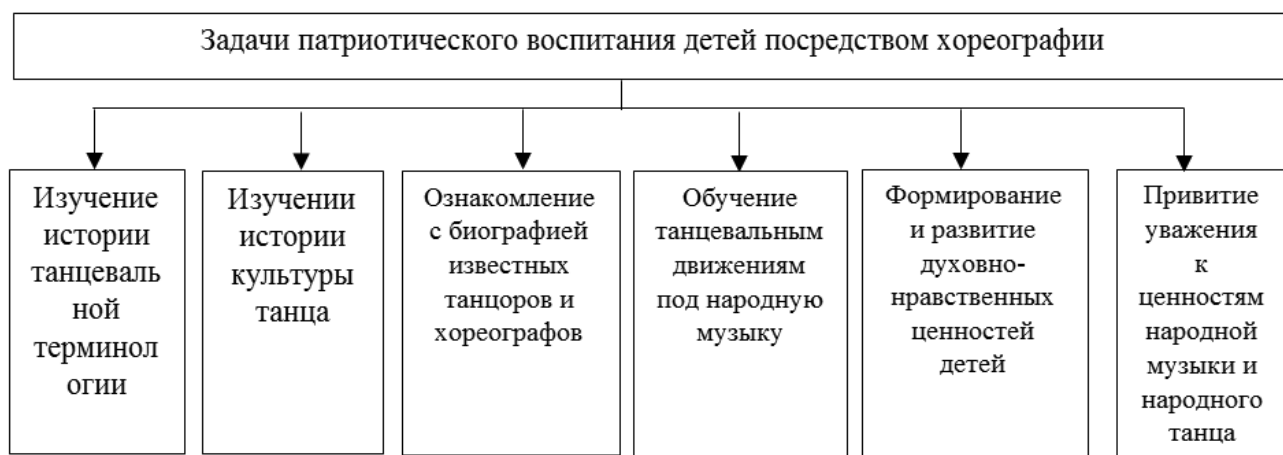 Задачи патриотического воспитания детей посредством хореографии
Изучение
истории
танцеваль
ной
терминол
огии
Изучении
истории
культуры
танца
Ознакомление
с биографией
известных
танцоров и
хореографов
Обучение
танцевальным
движениям
под народную
музыку
Формирование
и развитие
духовно-
нравственных
ценностей
детей
Привитие
уважения
к
ценностям
народной
музыки и
народного
танца